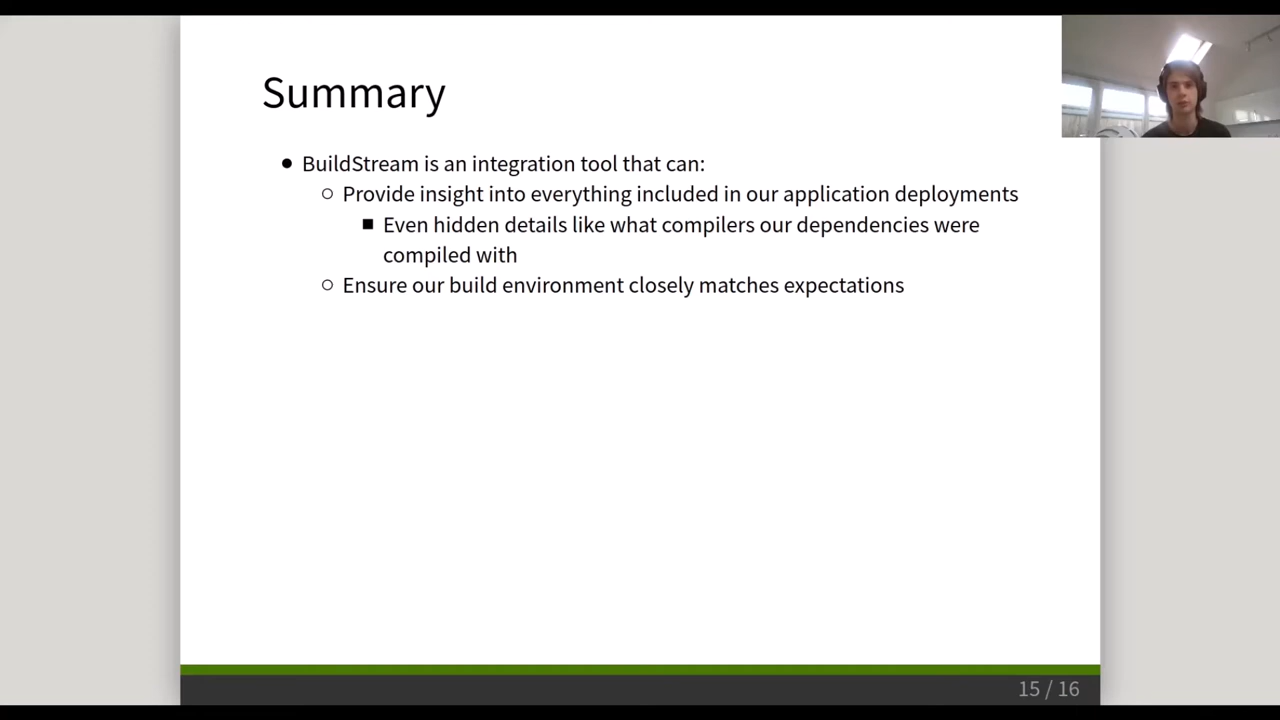 Summary
● BuildStream is an integration tool that can:
○ Provide insight into everything included in our application deployments
■ Even hidden details like what compilers our dependencies were
compiled with
○ Ensure our build environment closely matches expectations
15 / 16